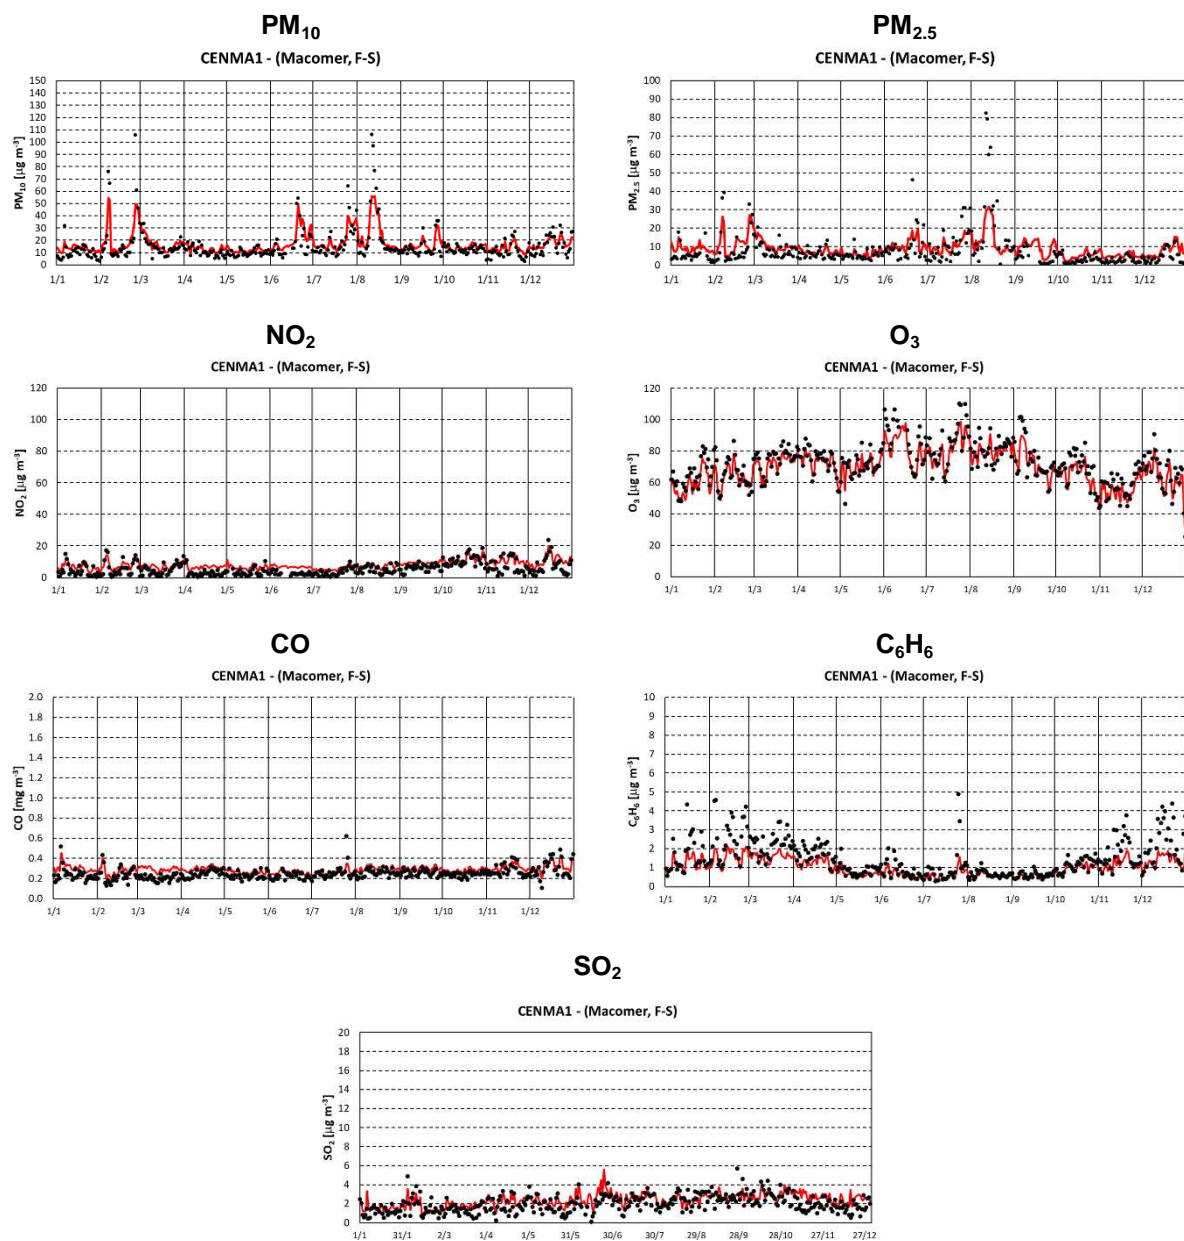 PM10
CENMA1 - (Macomer, F-S)
PM10 [µg m-3]
150
140
130
120
110
100
90
80
70
60
50
40
30
20
10
0
1/1 1/2 1/3 1/4 1/5 1/6 1/7 1/8 1/9 1/10 1/11 1/12
PM2.5
CENMA1 - (Macomer, F-S)
PM2.5 [µg m-3]
100
90
80
70
60
50
40
30
20
10
0
1/1 1/2 1/3 1/4 1/5 1/6 1/7 1/8 1/9 1/10 1/11 1/12
NO2
CENMA1 - (Macomer, F-S)
NO2 [µg m-3]
120
100
80
60
40
20
0
1/1 1/2 1/3 1/4 1/5 1/6 1/7 1/8 1/9 1/10 1/11 1/12
O3
CENMA1 - (Macomer, F-S)
O3 [µg m-3]
120
100
80
60
40
20
0
1/1 1/2 1/3 1/4 1/5 1/6 1/7 1/8 1/9 1/10 1/11 1/12
CO
CENMA1 - (Macomer, F-S)
CO [mg m-3]
2.0
1.8
1.6
1.4
1.2
1.0
0.8
0.6
0.4
0.2
0.0
1/1 1/2 1/3 1/4 1/5 1/6 1/7 1/8 1/9 1/10 1/11 1/12
C6H6
CENMA1 - (Macomer, F-S)
C6H6 [µg m-3]
10
9
8
7
6
5
4
3
2
1
0
1/1 1/2 1/3 1/4 1/5 1/6 1/7 1/8 1/9 1/10 1/11 1/12
SO2
CENMA1 - (Macomer, F-S)
SO2 [µg m-3]
20
18
16
14
12
10
8
6
4
2
0
1/1 31/1 2/3 1/4 1/5 31/5 30/6 30/7 29/8 28/9 28/10 27/11 27/12